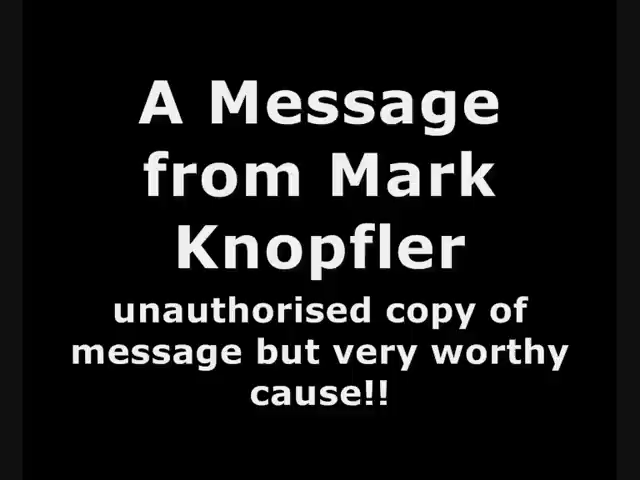 A Message
from Mark
Knopfler
unauthorised copy of
message but very worthy
cause!!